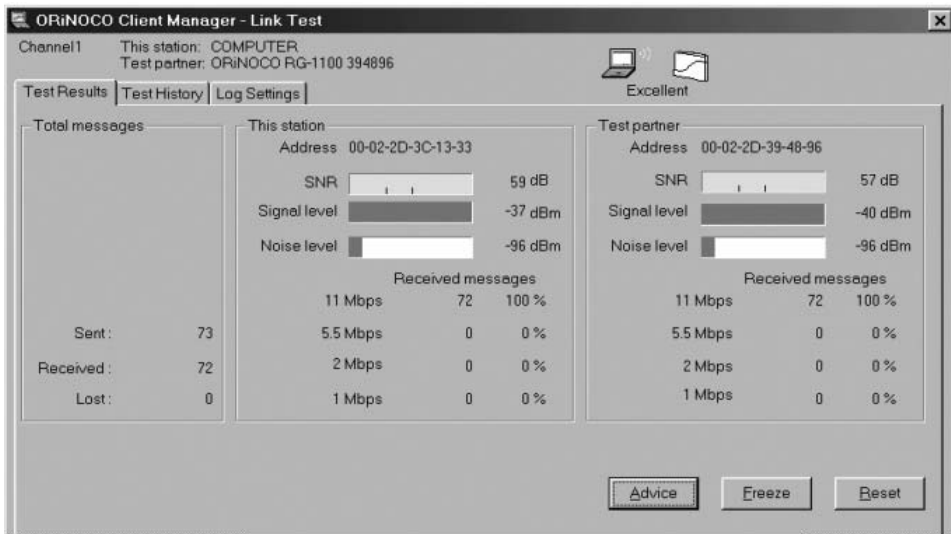 ORiNOCO Client Manager - Link Test
Channel1 This station: COMPUTER
Test partner: ORiNOCO RG-1100 394896
Excellent
Test Results Test History Log Settings
Total messages
Sent: 73
Received: 72
Lost: 0
This station
Address 00-02-2D-3C-13-33
SNR 59 dB
Signal level -37 dBm
Noise level -96 dBm
Received messages
11 Mbps 72 100 %
5.5 Mbps 0 0 %
2 Mbps 0 0 %
1 Mbps 0 0 %
Test partner
Address 00-02-2D-39-48-96
SNR 57 dB
Signal level -40 dBm
Noise level -96 dBm
Received messages
11 Mbps 72 100 %
5.5 Mbps 0 0 %
2 Mbps 0 0 %
1 Mbps 0 0 %
Advice Freeze Reset